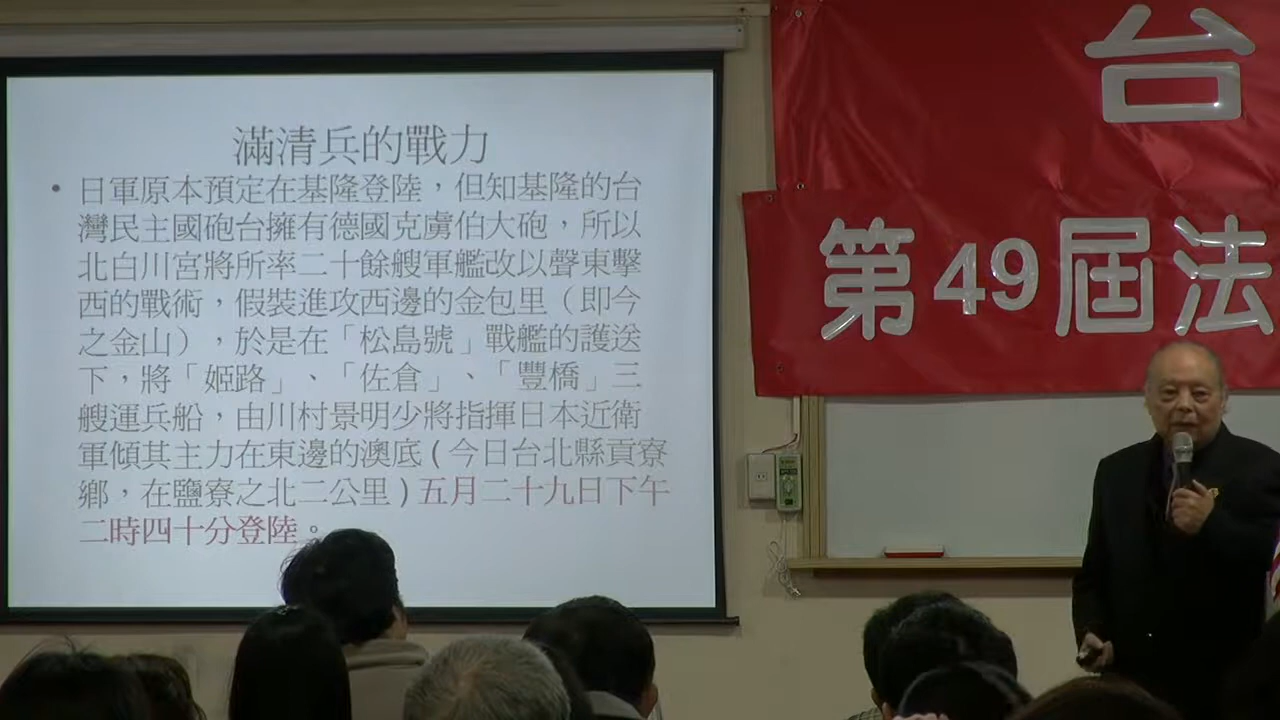 滿清兵的戰力
• 日軍原本預定在基隆登陸，但知基隆的台
灣民主國砲台擁有德國克虜伯大砲，所以
北白川宮將所率二十餘艘軍艦改以聲東擊
西的戰術，假裝進攻西邊的金包里（即今
之金山），於是在「松島號」戰艦的護送
下，將「姬路」、「佐倉」、「豐橋」三
艘運兵船，由川村景明少將指揮日本近衛
軍傾其主力在東邊的澳底(今日台北縣貢寮
鄉，在鹽寮之北二公里)五月二十九日下午
二時四十分登陸。
台
第49屆法